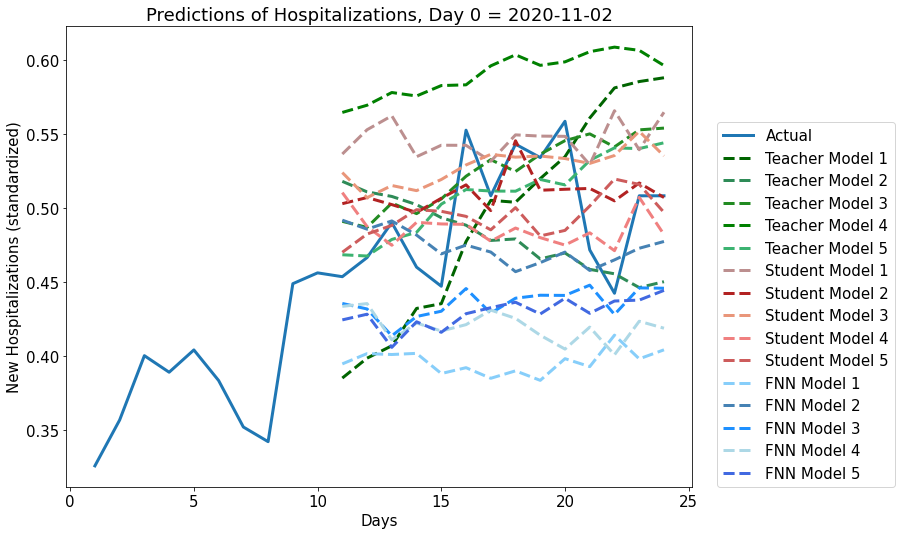 Predictions of Hospitalizations, Day 0 = 2020-11-02
New Hospitalizations (standardized)
0.60
0.55
0.50
0.45
0.40
0.35
0
5
10
15
20
25
Days
Actual
Teacher Model 1
Teacher Model 2
Teacher Model 3
Teacher Model 4
Teacher Model 5
Student Model 1
Student Model 2
Student Model 3
Student Model 4
Student Model 5
FNN Model 1
FNN Model 2
FNN Model 3
FNN Model 4
FNN Model 5